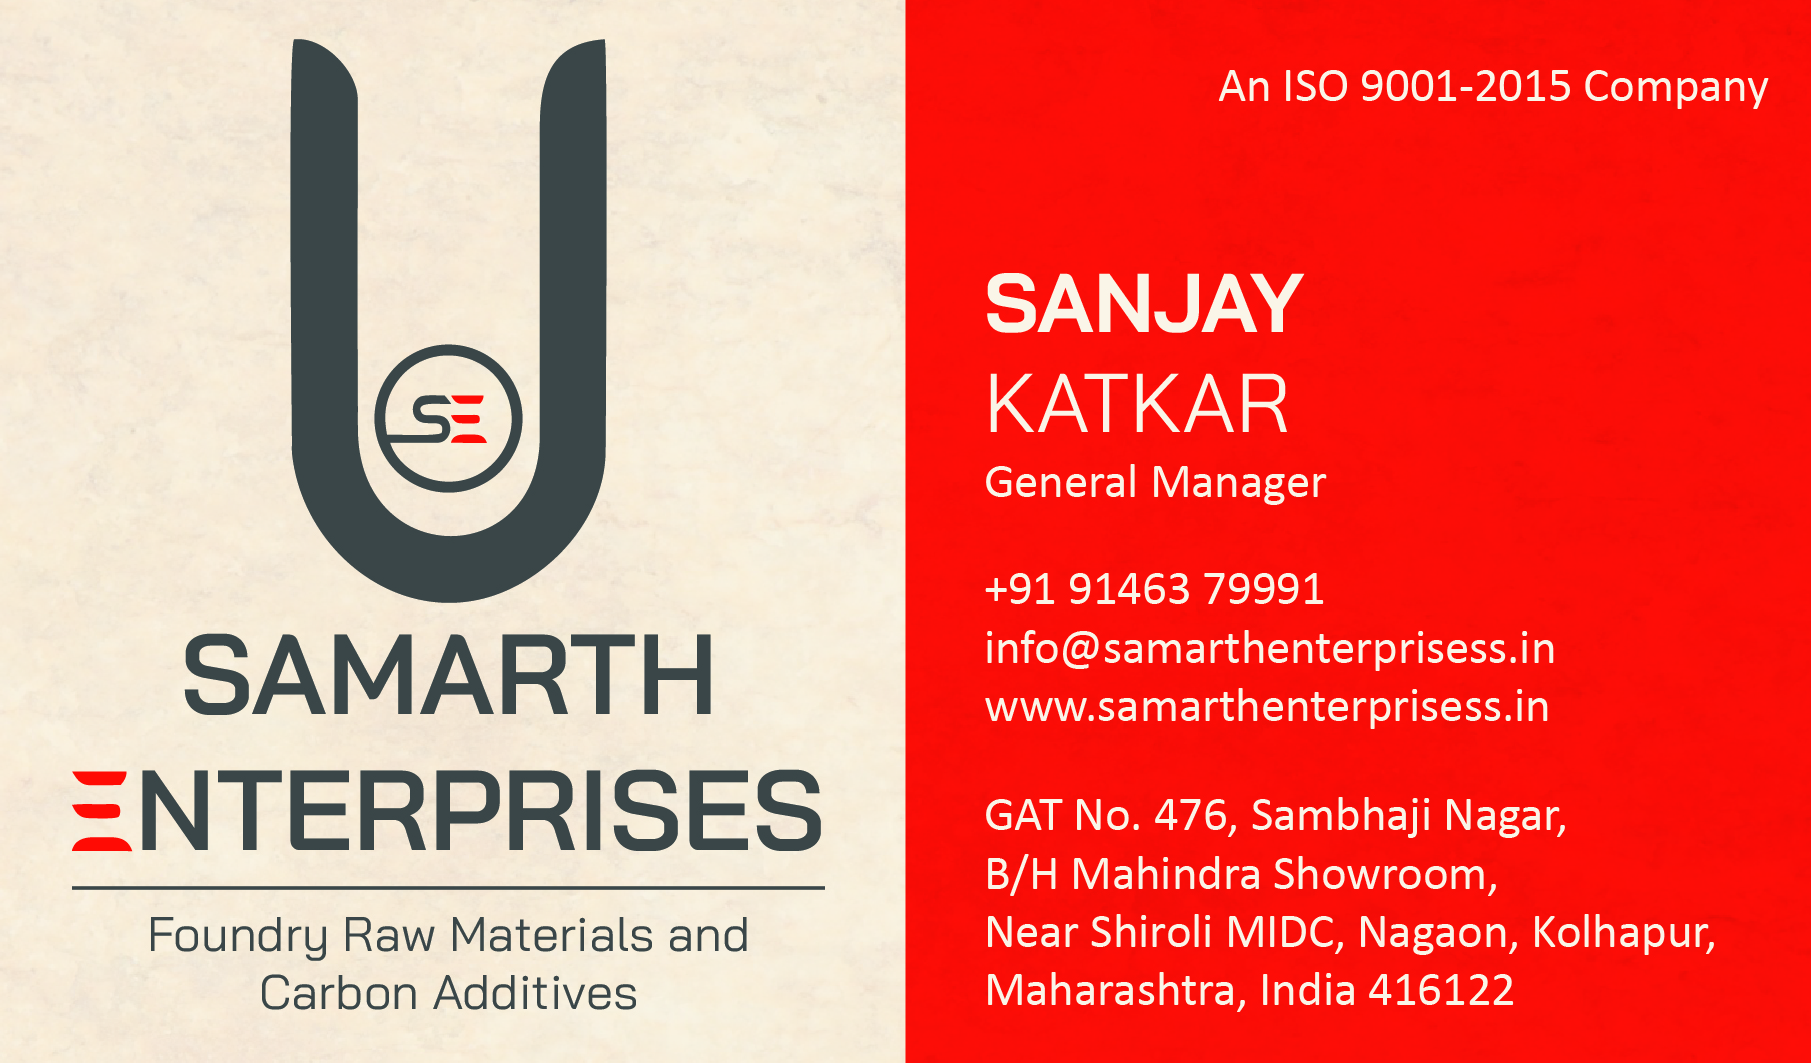 SE
SAMARTH
ENTERPRISES
Foundry Raw Materials and
Carbon Additives
An ISO 9001-2015 Company
SANJAY
KATKAR
General Manager
+91 91463 79991
info@samarthenterprisess.in
www.samarthenterprisess.in
GAT No. 476, Sambhaji Nagar,
B/H Mahindra Showroom,
Near Shiroli MIDC, Nagaon, Kolhapur,
Maharashtra, India 416122